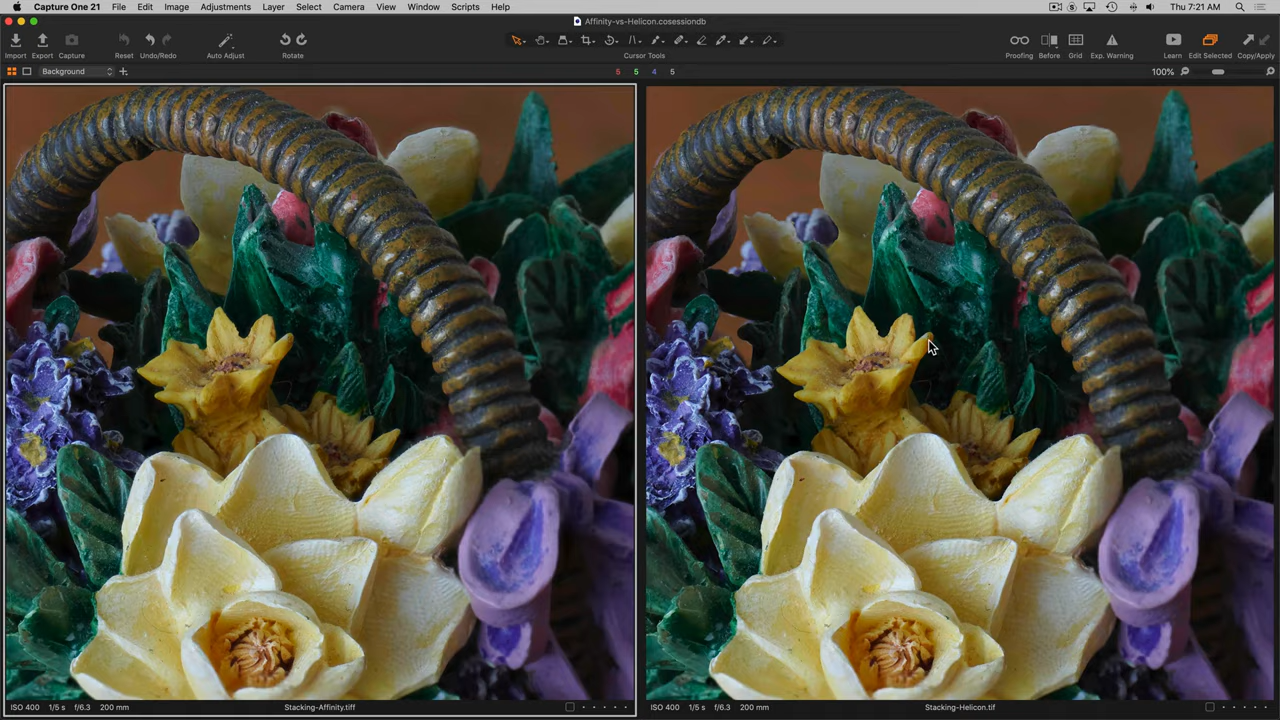 Capture One 21 File Edit Image Adjustments Layer Select Camera View Window Scripts Help Thu 7:21 AM
Affinity-vs-Helicon.cosessiondb
Import Export Capture Reset Undo/Redo Auto Adjust Rotate Cursor Tools Proofing Before Grid Exp. Warning Learn Edit Selected Copy/Apply
Background 5 5 4 5 100%
ISO 400 1/5 s f/6.3 200 mm Stacking-Affinity.tiff
ISO 400 1/5 s f/6.3 200 mm Stacking-Helicon.tif